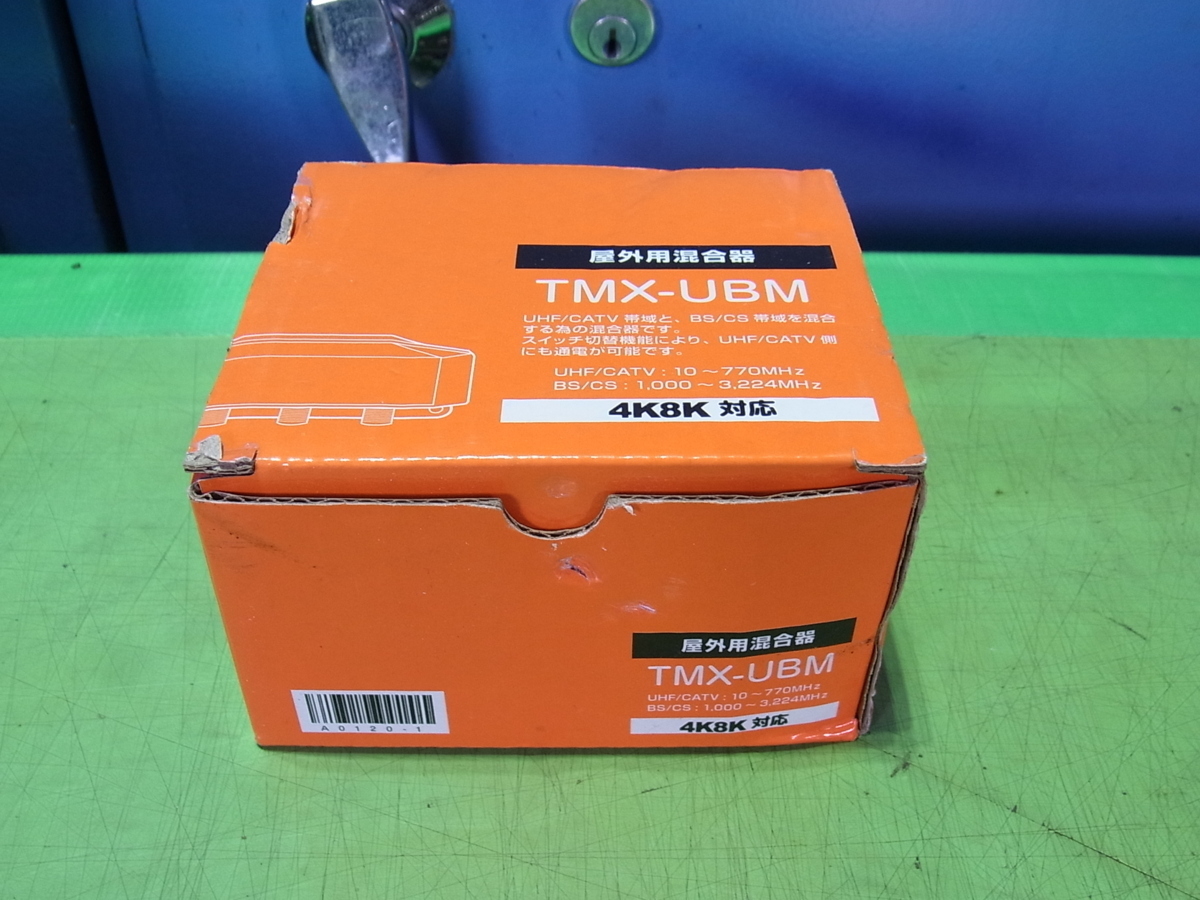 屋外用混合器
TMX-UBM
UHF/CATV 帯域と、BS/CS 帯域を混合
する為の混合器です。
スイッチ切替機能により、UHF/CATV 側
にも通電が可能です。
UHF/CATV : 10 ～ 770MHz
BS/CS : 1,000 ～ 3,224MHz
4K8K 対応
屋外用混合器
TMX-UBM
UHF/CATV : 10 ～ 770MHz
BS/CS : 1,000 ～ 3,224MHz
4K8K 対応
A0120-1